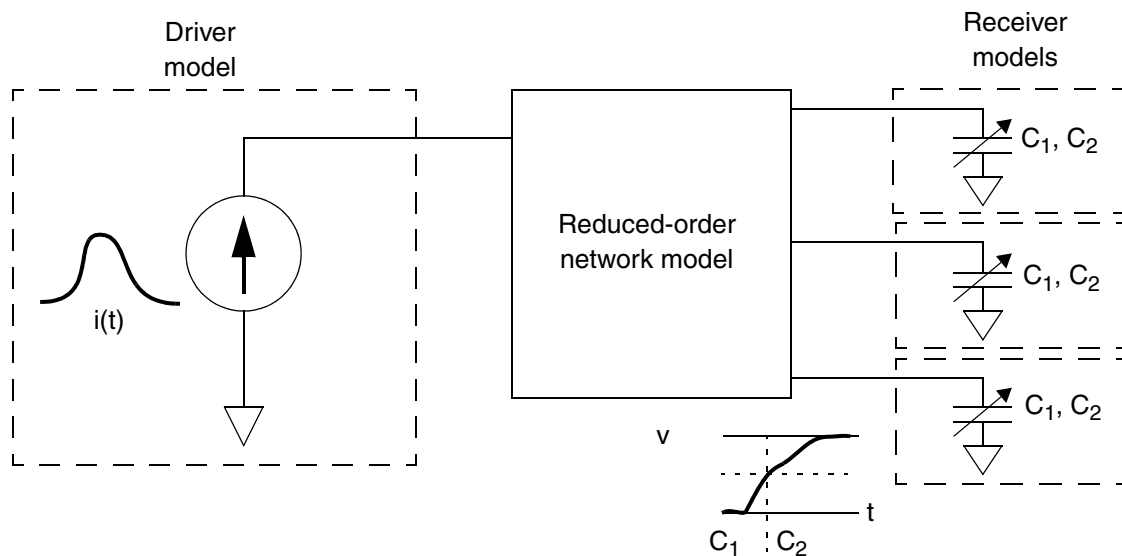 Driver
model
Receiver
models
C1, C2
Reduced-order
network model
C1, C2
i(t)
C1, C2
v
t
C1 C2